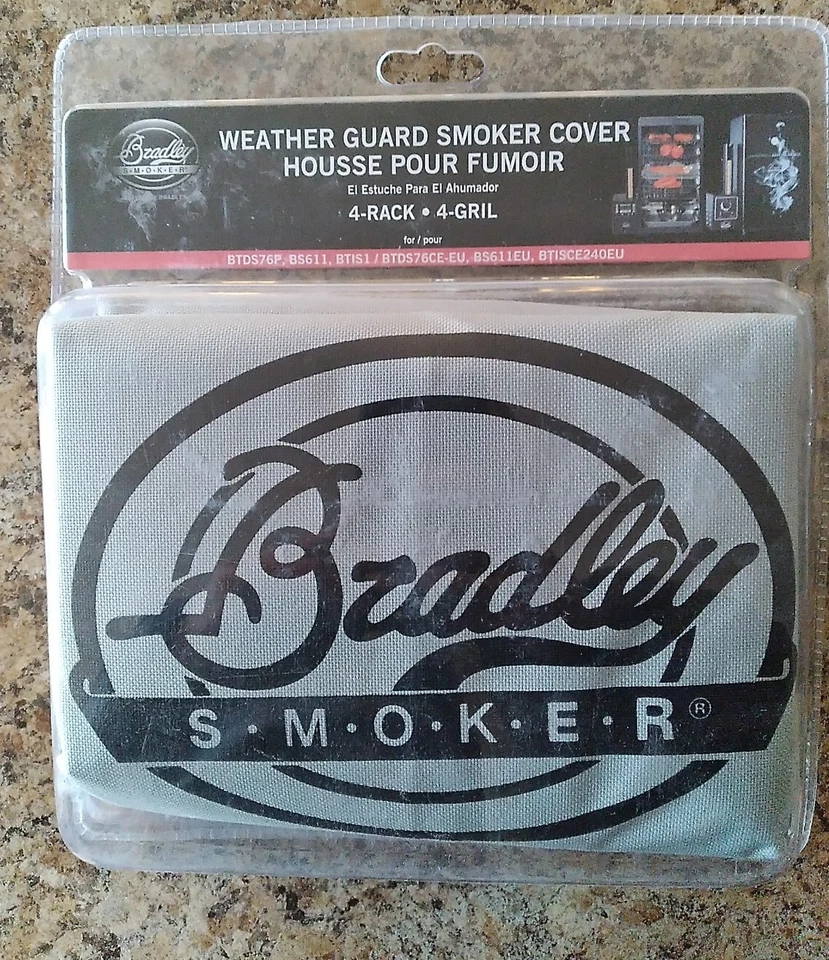 Bradley
S·M·O·K·E·R
WEATHER GUARD SMOKER COVER
HOUSSE POUR FUMOIR
El Estuche Para El Ahumador
4-RACK • 4-GRIL
for / pour
BTDS76P, BS611, BTIS1 / BTDS76CE-EU, BS611EU, BTISCE240EU
Bradley
S·M·O·K·E·R®